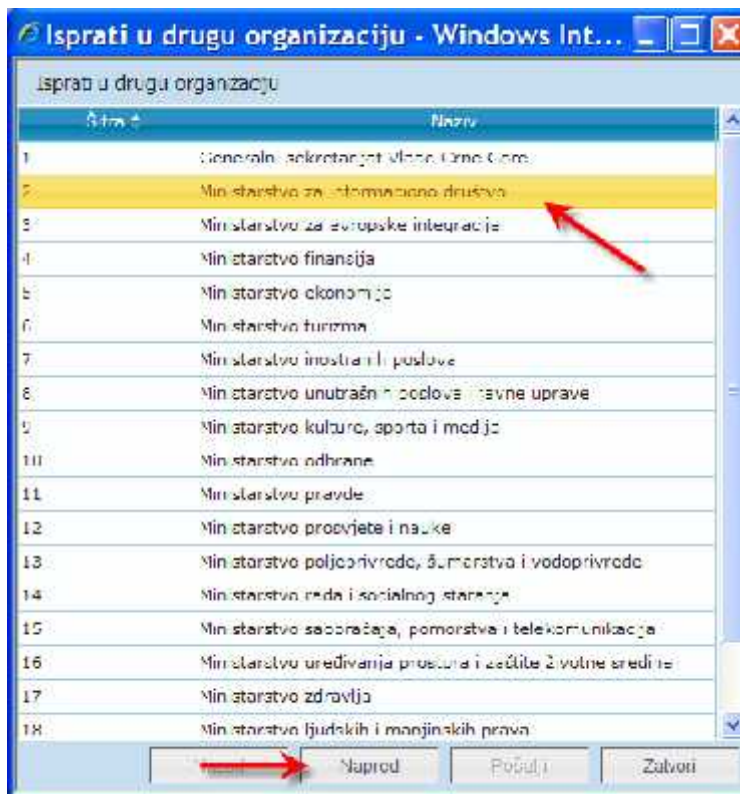 Isprati u drugu organizaciju - Windows Int...
Isprati u drugu organizaciju
Šifra Naziv
1 Generalni sekretarijat Vlade Crne Gore
2 Ministarstvo za informaciono društvo
3 Ministarstvo za evropske integracije
4 Ministarstvo finansija
5 Ministarstvo ekonomije
6 Ministarstvo turizma
7 Ministarstvo inostranih poslova
8 Ministarstvo unutrašnjih poslova i javne uprave
9 Ministarstvo kulture, sporta i medija
10 Ministarstvo odbrane
11 Ministarstvo pravde
12 Ministarstvo prosvjete i nauke
13 Ministarstvo poljoprivrede, šumarstva i vodoprivrede
14 Ministarstvo rada i socijalnog staranja
15 Ministarstvo saobraćaja, pomorstva i telekomunikacija
16 Ministarstvo uređivanja prostora i zaštite životne sredine
17 Ministarstvo zdravlja
18 Ministarstvo ljudskih i manjinskih prava
Napred Pošalji Zatvori